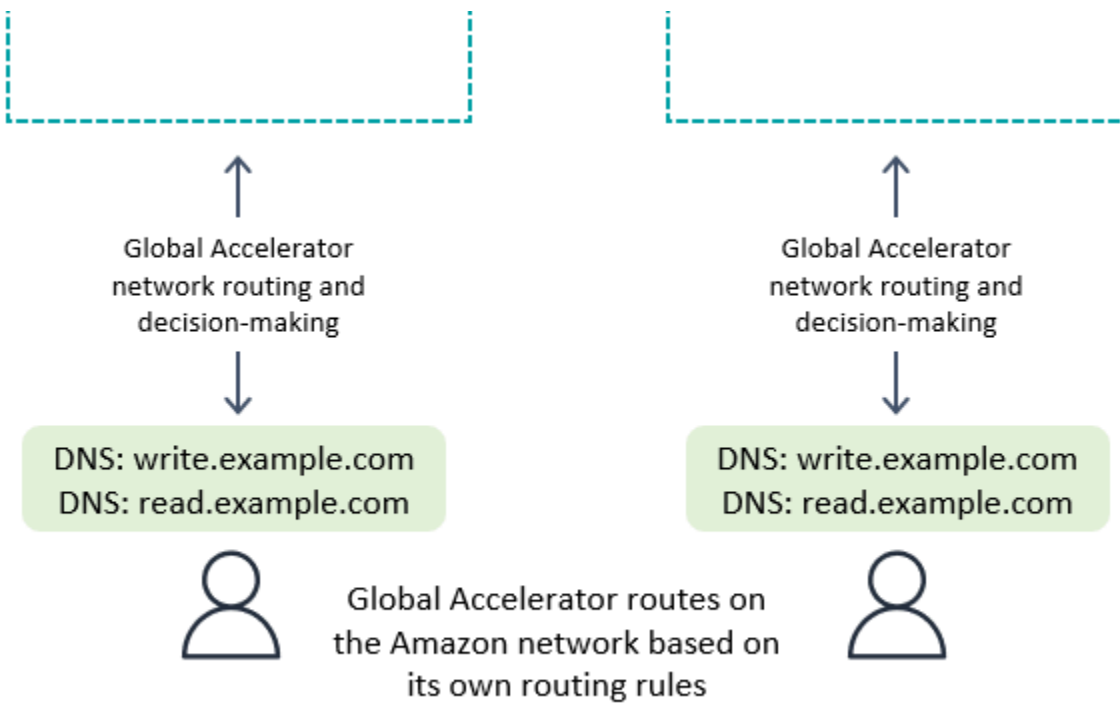 Global Accelerator
network routing and
decision-making
Global Accelerator
network routing and
decision-making
DNS: write.example.com
DNS: read.example.com
DNS: write.example.com
DNS: read.example.com
Global Accelerator routes on
the Amazon network based on
its own routing rules